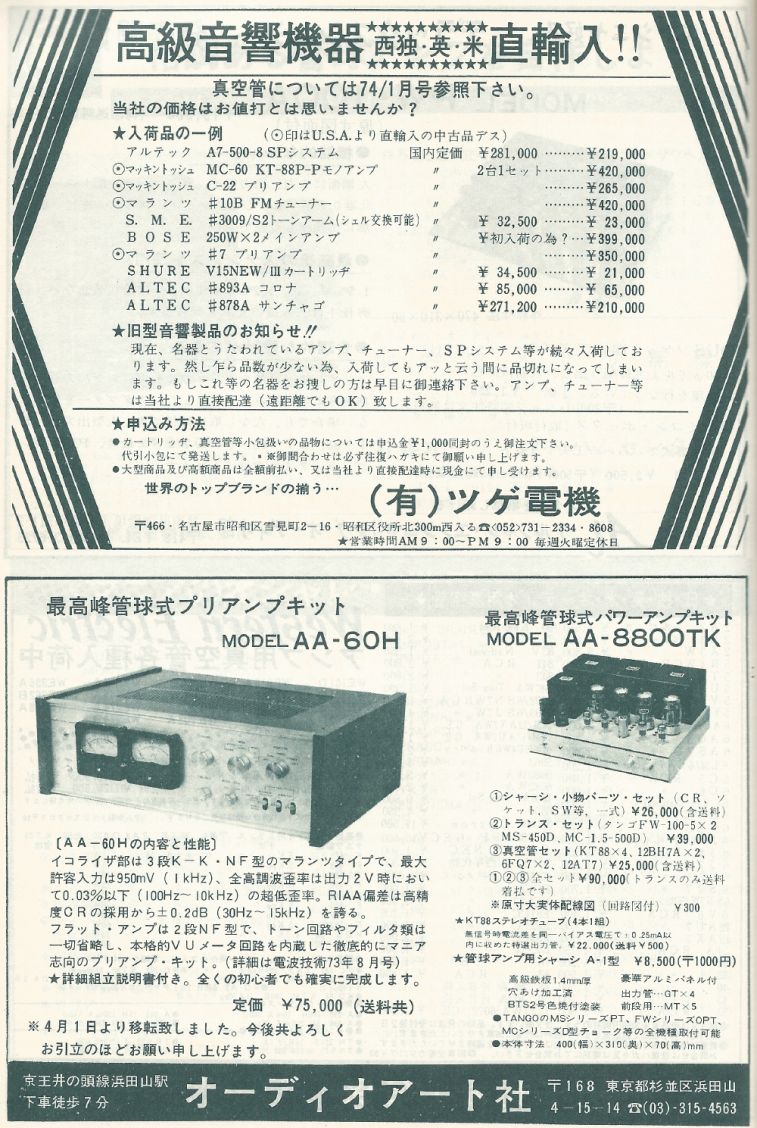 高級音響機器 西独・英・米 直輸入!!
真空管については74/1月号参照下さい。
当社の価格はお値打とは思いませんか？
★入荷品の一例 (⊙印はU.S.A.より直輸入の中古品デス)
アルテック A7-500-8 SPシステム 国内定価 ¥281,000 ………¥219,000
⊙マッキントッシュ MC-60 KT-88P-Pモノアンプ 〃 2台1セット………¥420,000
⊙マッキントッシュ C-22 プリアンプ 〃 ………¥265,000
⊙マランツ ♯10B FMチューナー 〃 ………¥420,000
S.M.E. ♯3009/S2トーンアーム(シェル交換可能) 〃 ¥ 32,500 ………¥ 23,000
BOSE 250W×2メインアンプ 〃 ¥初入荷の為？…¥399,000
⊙マランツ ♯7 プリアンプ 〃 ………¥350,000
SHURE V15NEW/Ⅲカートリッヂ 〃 ¥ 34,500 ………¥ 21,000
ALTEC ♯893A コロナ 〃 ¥ 85,000 ………¥ 65,000
ALTEC ♯878A サンチャゴ 〃 ¥271,200 ………¥210,000
★旧型音響製品のお知らせ!!
現在、名器とうたわれているアンプ、チューナー、SPシステム等が続々入荷してお
ります。然し乍ら品数が少ない為、入荷してもアッと云う間に品切れになってしまい
ます。もしこれ等の名器をお捜しの方は早目に御連絡下さい。アンプ、チューナー等
は当社より直接配達（遠距離でもOK）致します。
★申込み方法
●カートリッヂ、真空管等小包扱いの品物については申込金¥1,000同封のうえ御注文下さい。
代引小包にて発送します。・※御問合わせは必ず往復ハガキにて御願い申し上げます。
●大型商品及び高額商品は全額前払い、又は当社より直接配達時に現金にて申し受けます。
世界のトップブランドの揃う… (有)ツゲ電機
〒466・名古屋市昭和区雪見町2−16・昭和区役所北300m西入る☎〈052〉731−2334・8608
★営業時間AM9：00〜PM9：00 毎週火曜定休日
最高峰管球式プリアンプキット
MODEL AA-60H
〔AA-60Hの内容と性能〕
イコライザ部は3段K−K・NF型のマランツタイプで、最大
許容入力は950mV（1kHz）、全高調波歪率は出力2V時におい
て0.03％以下（100Hz〜10kHz）の超低歪率。RIAA偏差は高精
度CRの採用から±0.2dB（30Hz〜15kHz）を誇る。
フラット・アンプは2段NF型で、トーン回路やフィルタ類は
一切省略し、本格的VUメータ回路を内蔵した徹底的にマニア
志向のプリアンプ・キット。（詳細は電波技術73年8月号）
★詳細組立説明書付き。全くの初心者でも確実に完成します。
定価 ¥75,000（送料共）
※4月1日より移転致しました。今後共よろしく
お引立のほどお願い申し上げます。
最高峰管球式パワーアンプキット
MODEL AA-8800TK
①シャーシ・小物パーツ・セット（CR、ソ
ケット、SW等、一式）¥26,000(含送料)
②トランス・セット(タンゴFW-100-5×2
MS-450D、MC-1.5-500D) ¥39,000
③真空管セット(KT88×4、12BH7A×2、
6FQ7×2、12AT7) ¥25,000(含送料)
①②③全セット¥90,000(トランスのみ送料
着払です)
※原寸大実体配線図（回路図付）¥300
★KT88ステレオチューブ(4本1組)
無信号時電流差を同一バイアス電圧で±0.25mA以
内に収めた特選出力管。¥22,000(送料¥500)
★管球アンプ用シャーシ A-1型 ¥8,500(〒1000円)
高級鉄板1.4mm厚 豪華アルミパネル付
穴あけ加工済 出力管…GT×4
BTS2号色焼付塗装 前段用…MT×5
●TANGOのMSシリーズPT、FWシリーズOPT、
MCシリーズD型チョーク等の全機種取付可能
●本体寸法：400(幅)×310(奥)×70(高)mm
京王井の頭線浜田山駅
下車徒歩7分
オーディオアート社
〒168 東京都杉並区浜田山
4−15−14 ☎(03)-315-4563